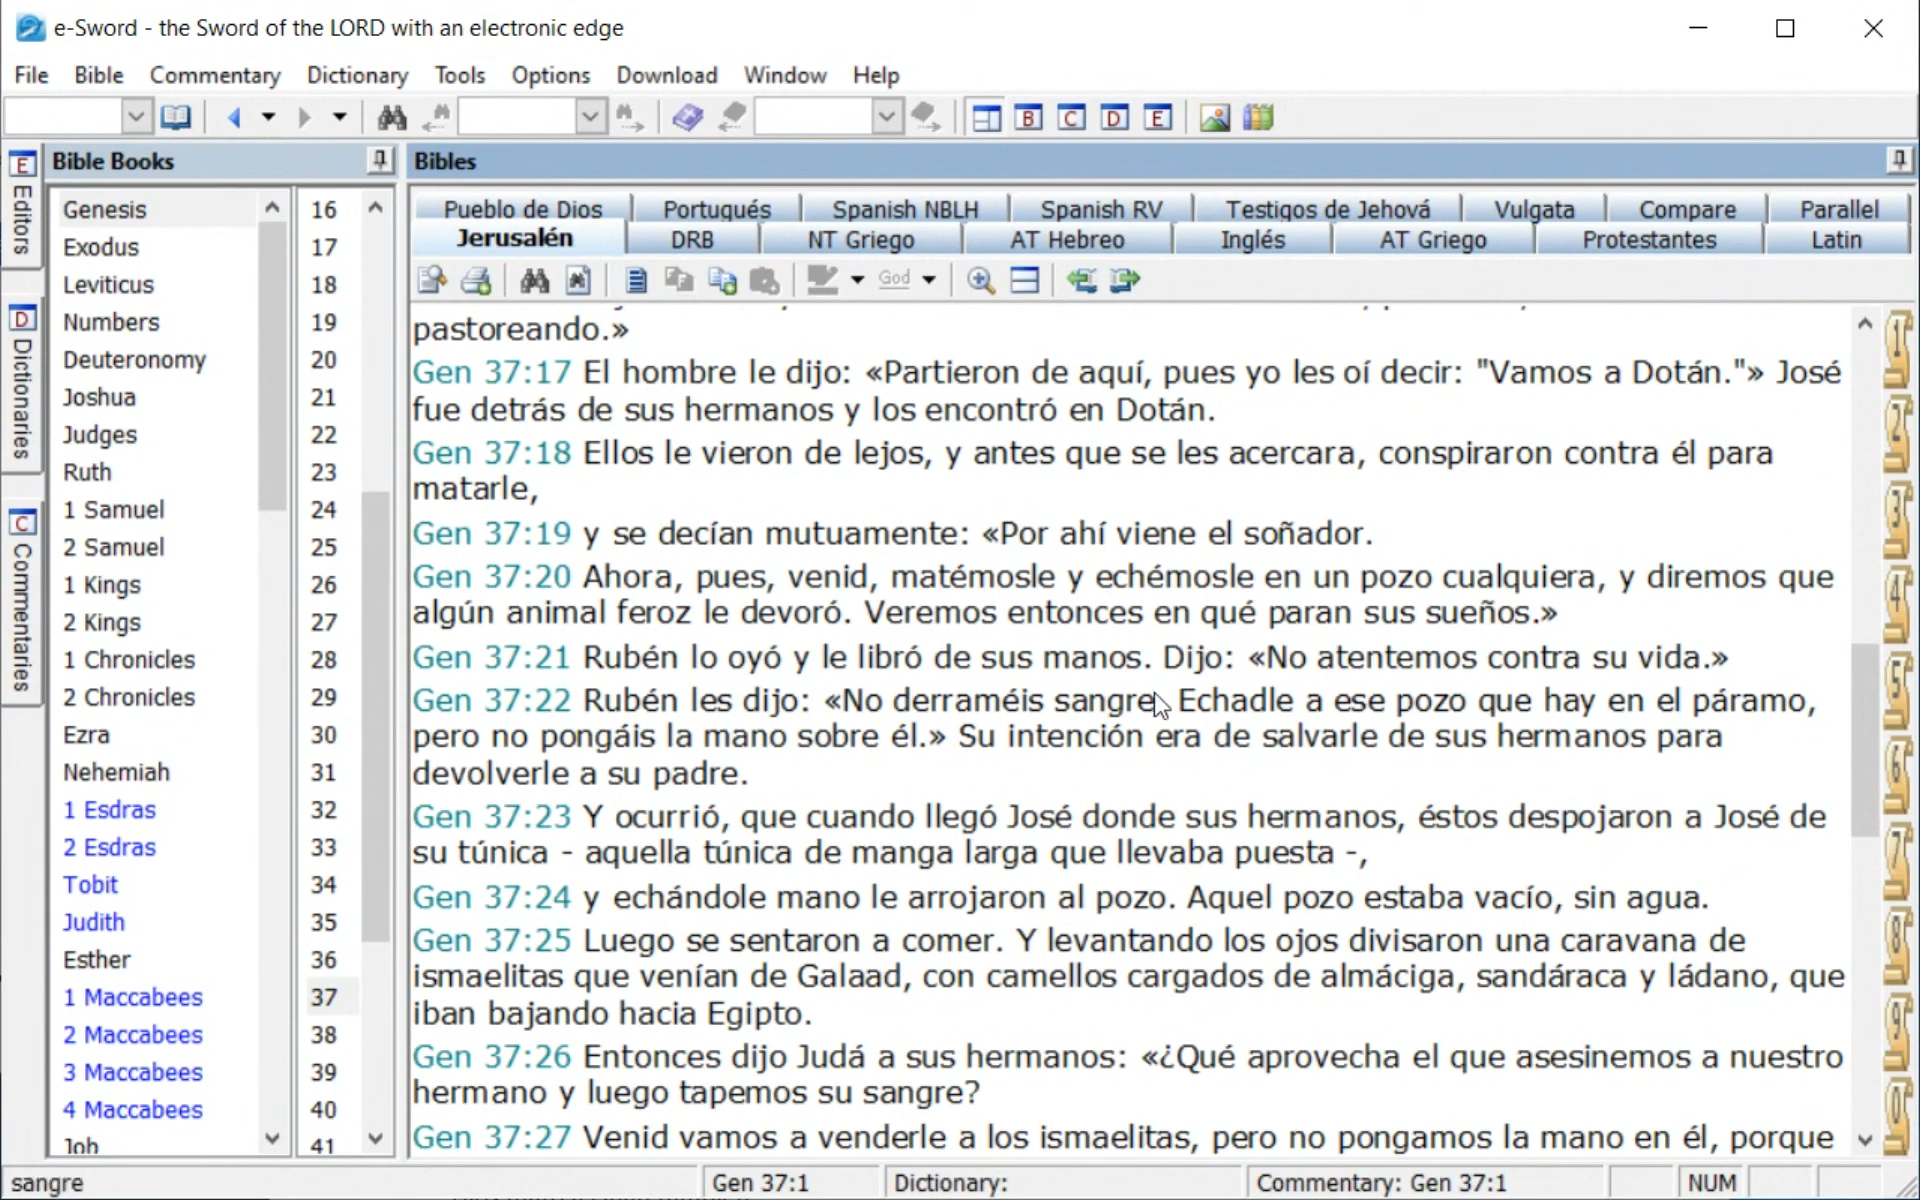 e-Sword - the Sword of the LORD with an electronic edge
File Bible Commentary Dictionary Tools Options Download Window Help
B C D E
E Editors
D Dictionaries
C Commentaries
Bible Books
Genesis
Exodus
Leviticus
Numbers
Deuteronomy
Joshua
Judges
Ruth
1 Samuel
2 Samuel
1 Kings
2 Kings
1 Chronicles
2 Chronicles
Ezra
Nehemiah
1 Esdras
2 Esdras
Tobit
Judith
Esther
1 Maccabees
2 Maccabees
3 Maccabees
4 Maccabees
Job
16
17
18
19
20
21
22
23
24
25
26
27
28
29
30
31
32
33
34
35
36
37
38
39
40
41
Bibles
Pueblo de Dios Portugués Spanish NBLH Spanish RV Testigos de Jehová Vulgata Compare Parallel
Jerusalén DRB NT Griego AT Hebreo Inglés AT Griego Protestantes Latin
God
pastoreando.»
Gen 37:17 El hombre le dijo: «Partieron de aquí, pues yo les oí decir: "Vamos a Dotán."» José
fue detrás de sus hermanos y los encontró en Dotán.
Gen 37:18 Ellos le vieron de lejos, y antes que se les acercara, conspiraron contra él para
matarle,
Gen 37:19 y se decían mutuamente: «Por ahí viene el soñador.
Gen 37:20 Ahora, pues, venid, matémosle y echémosle en un pozo cualquiera, y diremos que
algún animal feroz le devoró. Veremos entonces en qué paran sus sueños.»
Gen 37:21 Rubén lo oyó y le libró de sus manos. Dijo: «No atentemos contra su vida.»
Gen 37:22 Rubén les dijo: «No derraméis sangre. Echadle a ese pozo que hay en el páramo,
pero no pongáis la mano sobre él.» Su intención era de salvarle de sus hermanos para
devolverle a su padre.
Gen 37:23 Y ocurrió, que cuando llegó José donde sus hermanos, éstos despojaron a José de
su túnica - aquella túnica de manga larga que llevaba puesta -,
Gen 37:24 y echándole mano le arrojaron al pozo. Aquel pozo estaba vacío, sin agua.
Gen 37:25 Luego se sentaron a comer. Y levantando los ojos divisaron una caravana de
ismaelitas que venían de Galaad, con camellos cargados de almáciga, sandáraca y ládano, que
iban bajando hacia Egipto.
Gen 37:26 Entonces dijo Judá a sus hermanos: «¿Qué aprovecha el que asesinemos a nuestro
hermano y luego tapemos su sangre?
Gen 37:27 Venid vamos a venderle a los ismaelitas, pero no pongamos la mano en él, porque
1
2
3
4
5
6
7
8
9
0
sangre Gen 37:1 Dictionary: Commentary: Gen 37:1 NUM